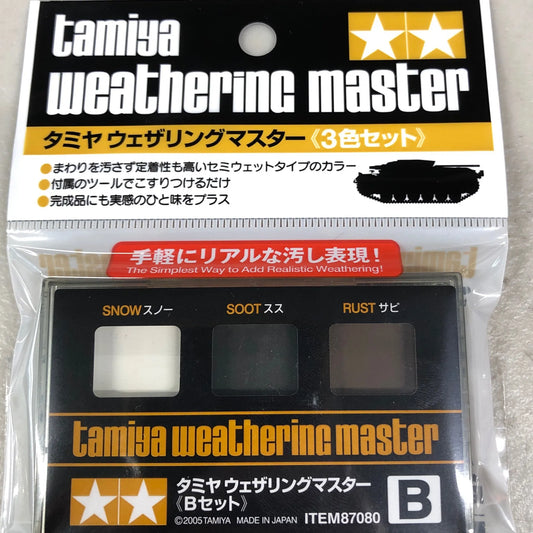 tamiya
weathering master
タミヤ ウェザリングマスター《3色セット》
●まわりを汚さず定着性も高いセミウェットタイプのカラー
●付属のツールでこすりつけるだけ
●完成品にも実感のひと味をプラス
手軽にリアルな汚し表現！
The Simplest Way to Add Realistic Weathering!
SNOW スノー SOOT スス RUST サビ
tamiya weathering master
タミヤ ウェザリングマスター
《Bセット》 B
©2005 TAMIYA MADE IN JAPAN ITEM87080